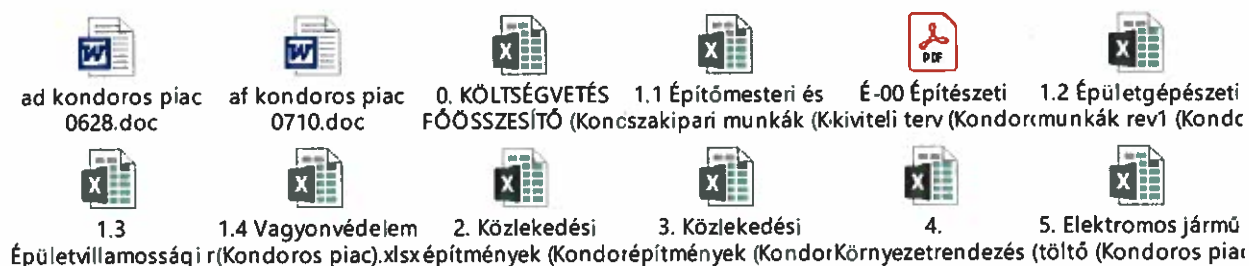 ad kondoros piac af kondoros piac 0. KÖLTSÉGVETÉS 1.1 Építőmesteri és É-00 Építészeti 1.2 Épületgépészeti
0628.doc 0710.doc FŐÖSSZESÍTŐ (Kon szakipari munkák (K kiviteli terv (Kondor munkák rev1 (Kondo
1.3 1.4 Vagyonvédelem 2. Közlekedési 3. Közlekedési 4. 5. Elektromos jármű
Épületvillamossági r (Kondoros piac).xlsx építmények (Kondor építmények (Kondor Környezetrendezés ( töltő (Kondoros piac